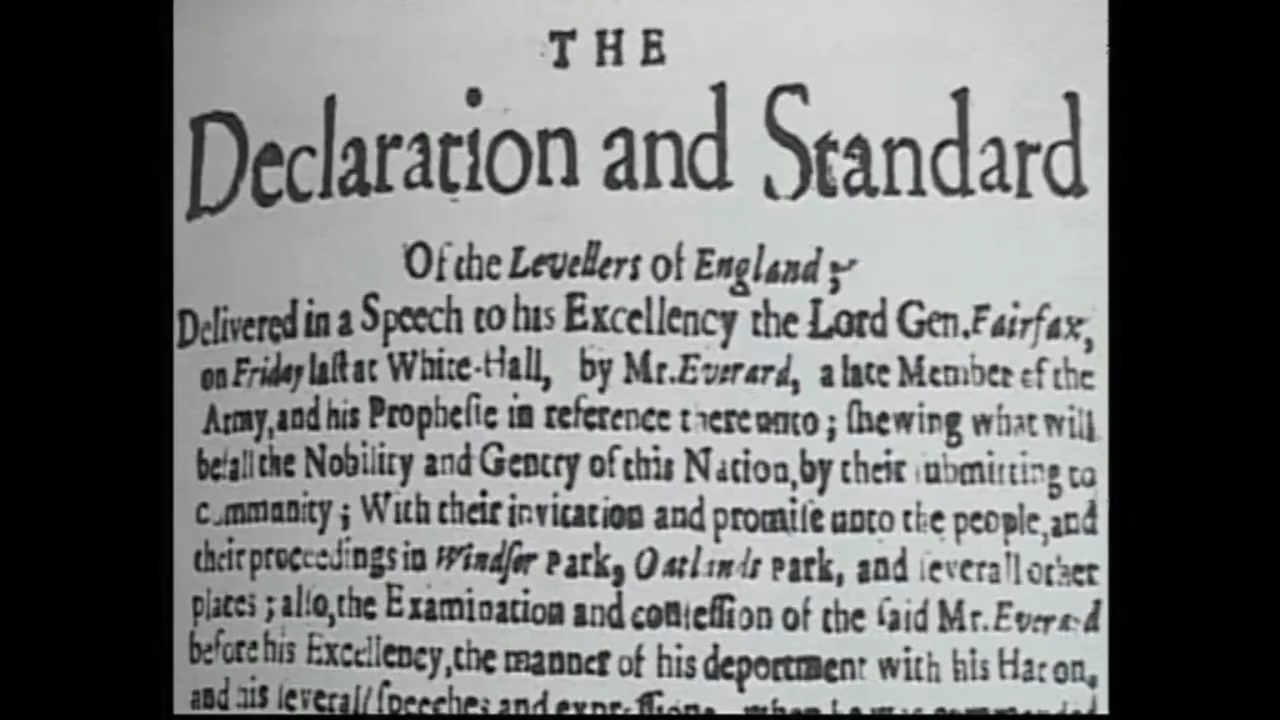 THE
Declaration and Standard
Of the Levellers of England;
Delivered in a Speech to his Excellency the Lord Gen. Fairfax,
on Friday laſt at White-Hall, by Mr. Everard, a late Member of the
Army, and his Propheſie in reference thereunto; ſhewing what will
befall the Nobility and Gentry of this Nation, by their ſubmitting to
community; With their invitation and promiſe unto the people, and
their proceedings in Windſor Park, Oatlands Park, and ſeverall other
places; alſo, the Examination and confeſſion of the ſaid Mr. Everard
before his Excellency, the manner of his deportment with his Hat on,
and his ſeverall ſpeeches and expreſſions, when he was commanded